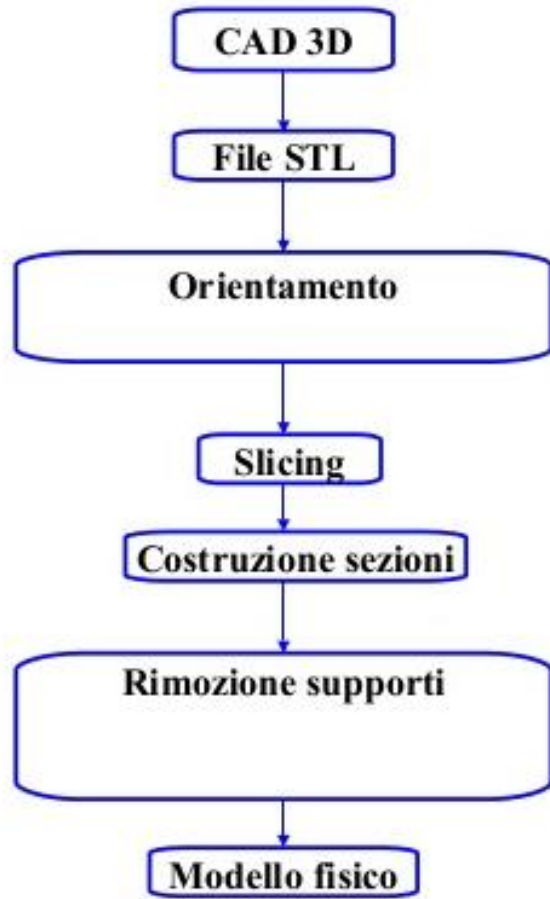 CAD 3D
File STL
Orientamento
Slicing
Costruzione sezioni
Rimozione supporti
Modello fisico